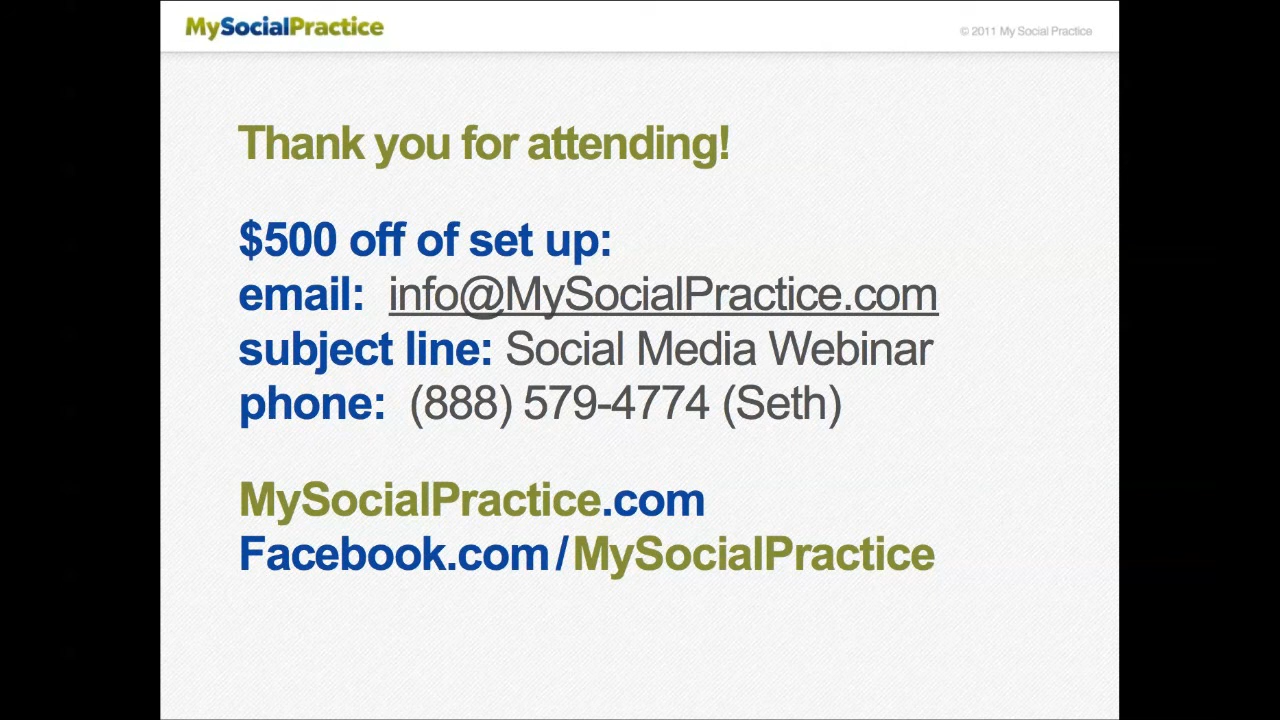 MySocialPractice
© 2011 My Social Practice
Thank you for attending!
$500 off of set up:
email: info@MySocialPractice.com
subject line: Social Media Webinar
phone: (888) 579-4774 (Seth)
MySocialPractice.com
Facebook.com/MySocialPractice